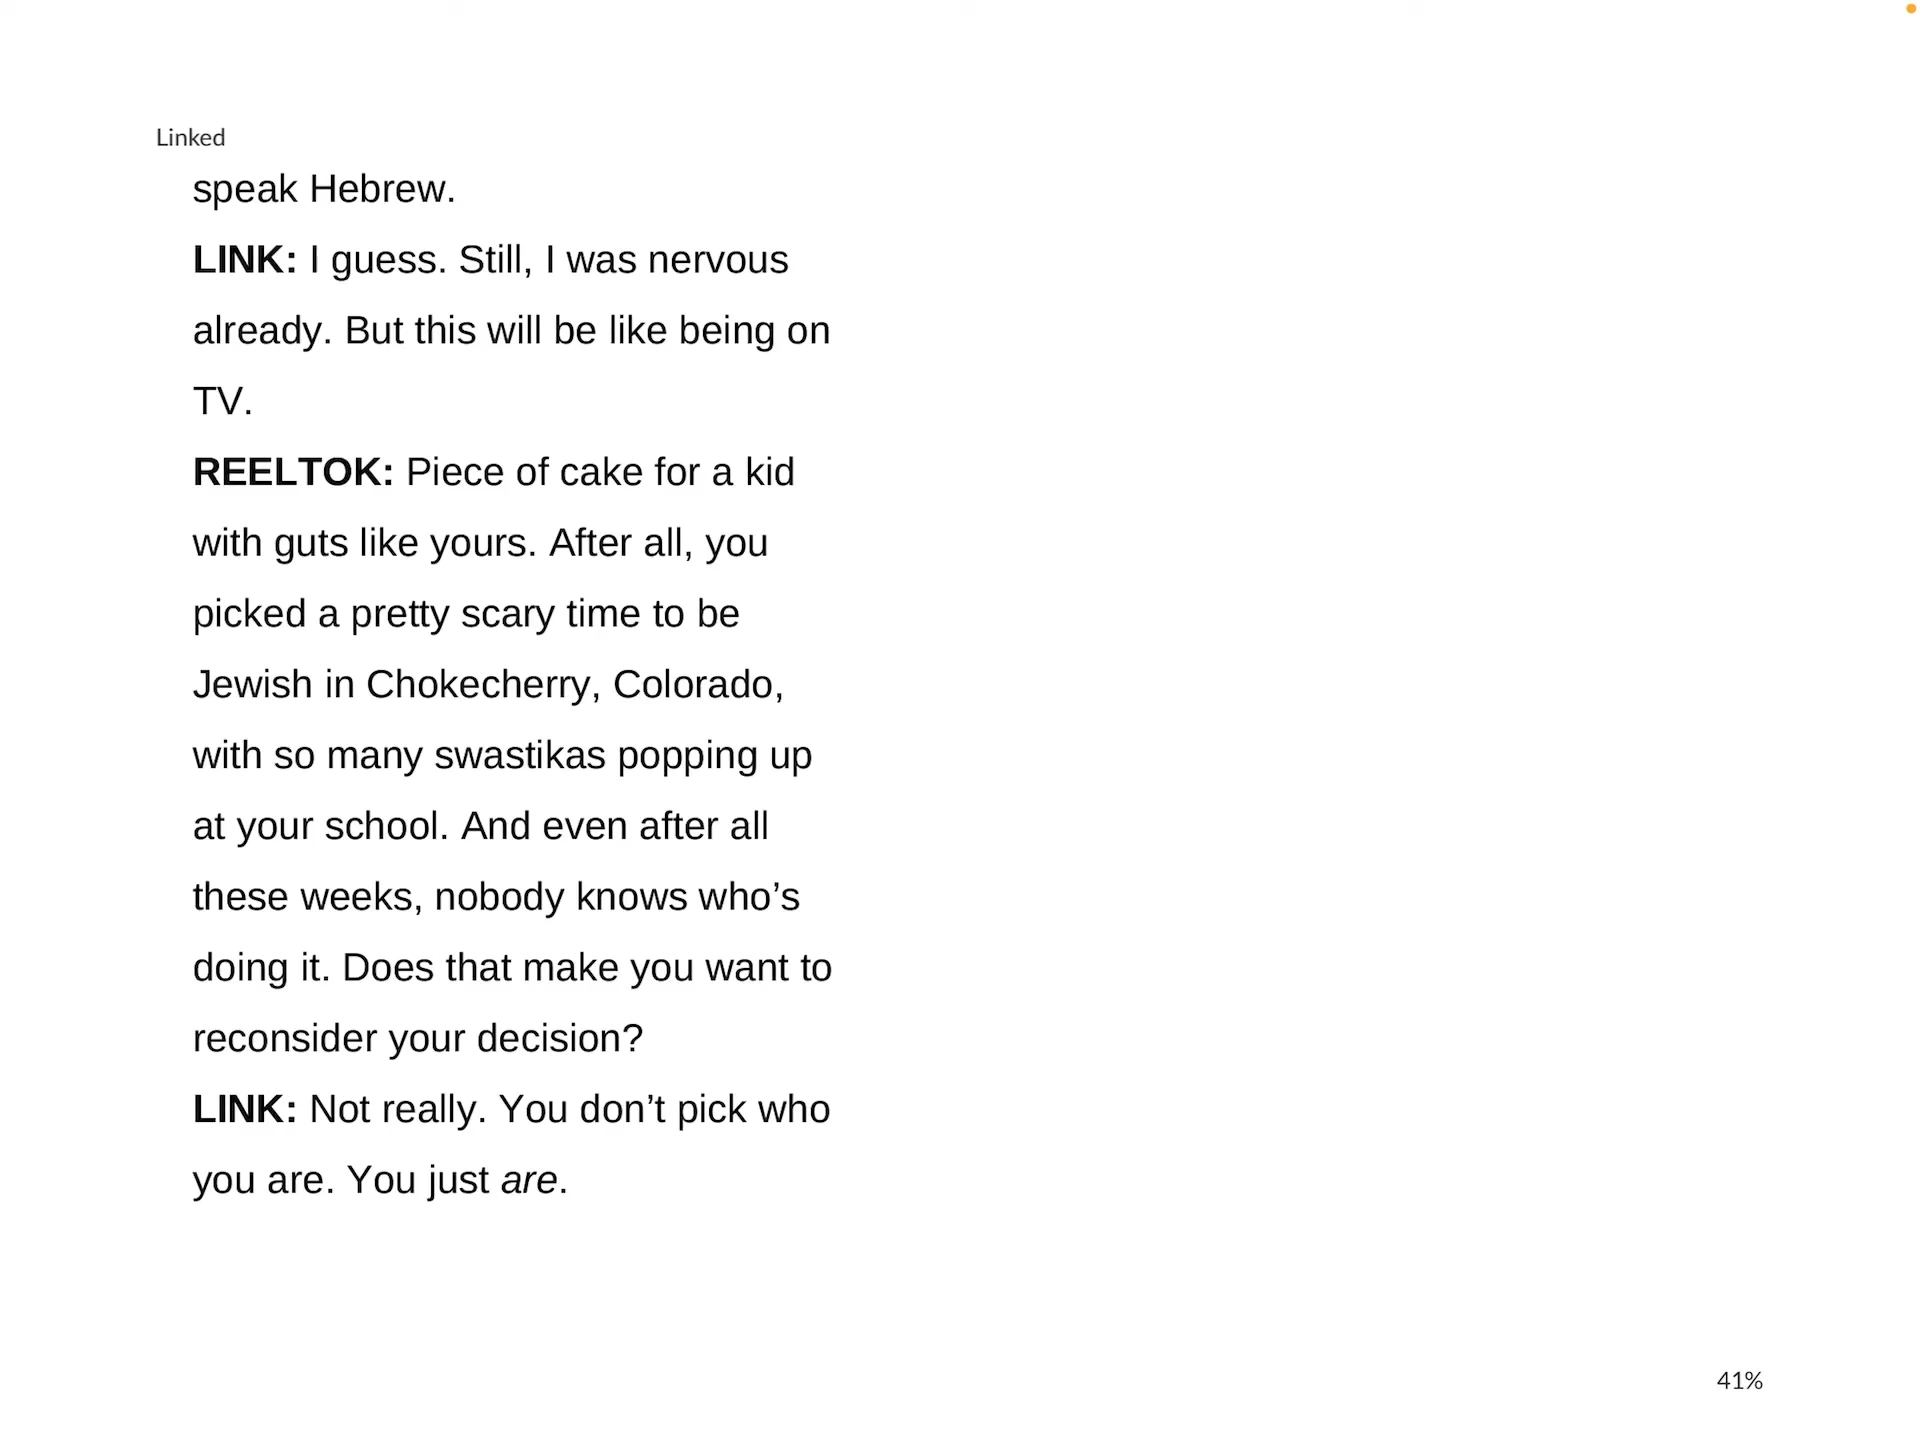 Linked
speak Hebrew.
LINK: I guess. Still, I was nervous
already. But this will be like being on
TV.
REELTOK: Piece of cake for a kid
with guts like yours. After all, you
picked a pretty scary time to be
Jewish in Chokecherry, Colorado,
with so many swastikas popping up
at your school. And even after all
these weeks, nobody knows who’s
doing it. Does that make you want to
reconsider your decision?
LINK: Not really. You don’t pick who
you are. You just are.
41%